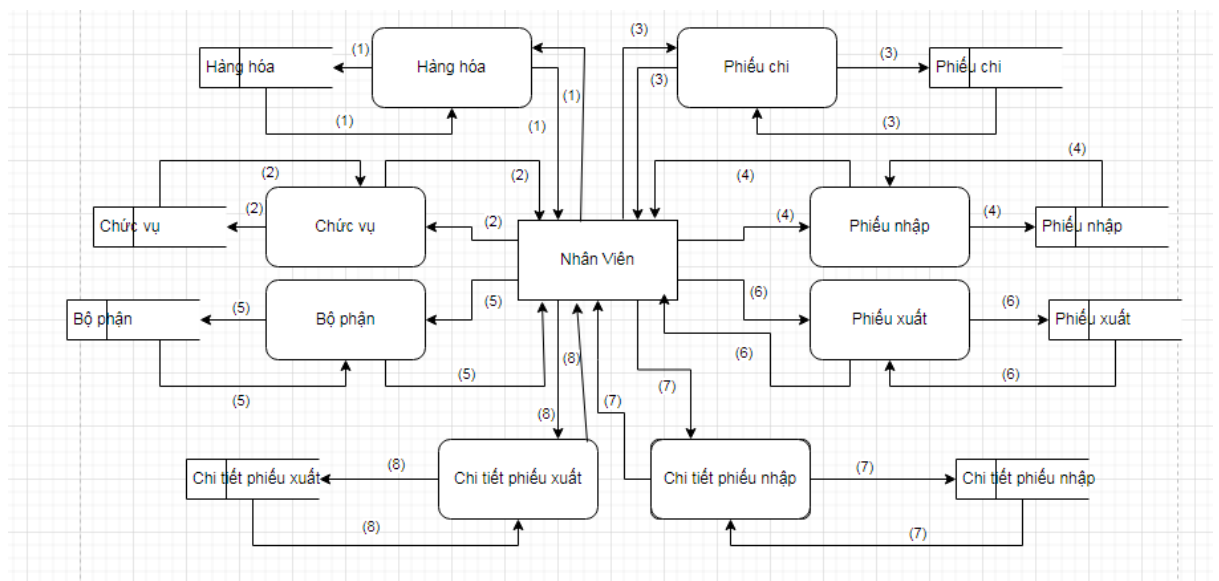 (3)
(1)
Hàng hóa
Hàng hóa
Phiếu chi
(3)
Phiếu chi
(3)
(1)
(1)
(1)
(3)
(4)
(2)
(2)
(4)
(2)
Chức vụ
(2)
Chức vụ
(4)
Phiếu nhập
(4)
Phiếu nhập
Nhân Viên
(5)
Bộ phận
(5)
Bộ phận
(6)
Phiếu xuất
(6)
Phiếu xuất
(5)
(5)
(8)
(6)
(6)
(7)
(7)
(8)
Chi tiết phiếu xuất
(8)
Chi tiết phiếu xuất
Chi tiết phiếu nhập
(7)
Chi tiết phiếu nhập
(8)
(7)